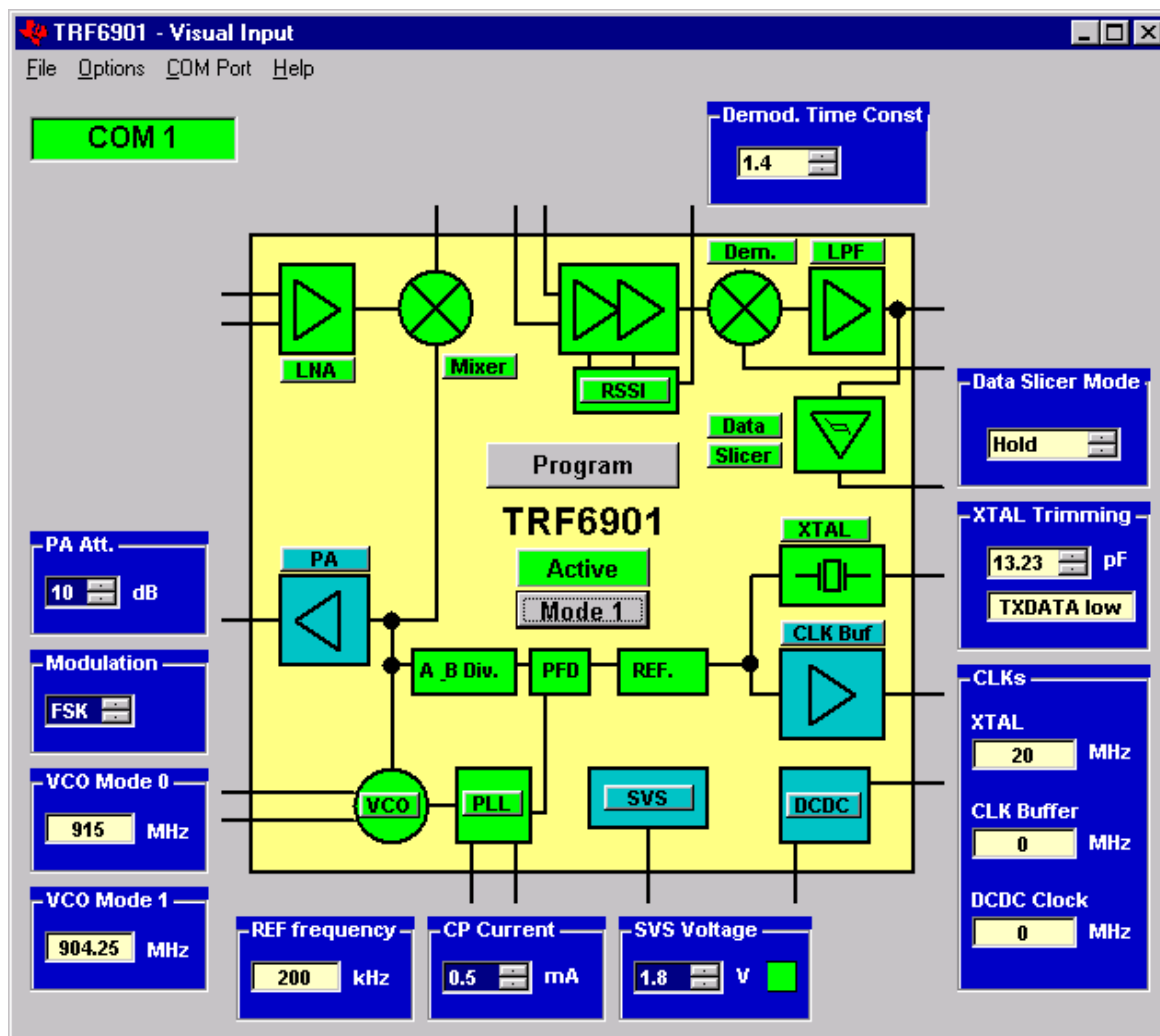 TRF6901 - Visual Input
File Options COM Port Help
COM 1
Demod. Time Const
1.4
Dem.
LPF
LNA
Mixer
RSSI
Data
Slicer
Data Slicer Mode
Hold
Program
TRF6901
Active
Mode 1
XTAL
XTAL Trimming
13.23 pF
TXDATA low
PA Att.
10 dB
PA
CLK Buf
Modulation
FSK
A_B Div.
PFD
REF.
CLKs
XTAL
20 MHz
CLK Buffer
0 MHz
DCDC Clock
0 MHz
VCO Mode 0
915 MHz
VCO
PLL
SVS
DCDC
VCO Mode 1
904.25 MHz
REF frequency
200 kHz
CP Current
0.5 mA
SVS Voltage
1.8 V